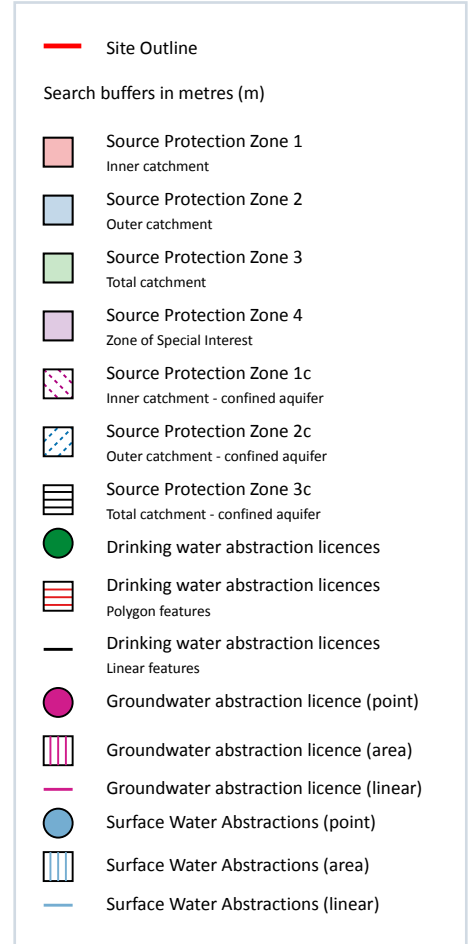 Site Outline
Search buffers in metres (m)
Source Protection Zone 1
Inner catchment
Source Protection Zone 2
Outer catchment
Source Protection Zone 3
Total catchment
Source Protection Zone 4
Zone of Special Interest
Source Protection Zone 1c
Inner catchment - confined aquifer
Source Protection Zone 2c
Outer catchment - confined aquifer
Source Protection Zone 3c
Total catchment - confined aquifer
Drinking water abstraction licences
Drinking water abstraction licences
Polygon features
Drinking water abstraction licences
Linear features
Groundwater abstraction licence (point)
Groundwater abstraction licence (area)
Groundwater abstraction licence (linear)
Surface Water Abstractions (point)
Surface Water Abstractions (area)
Surface Water Abstractions (linear)